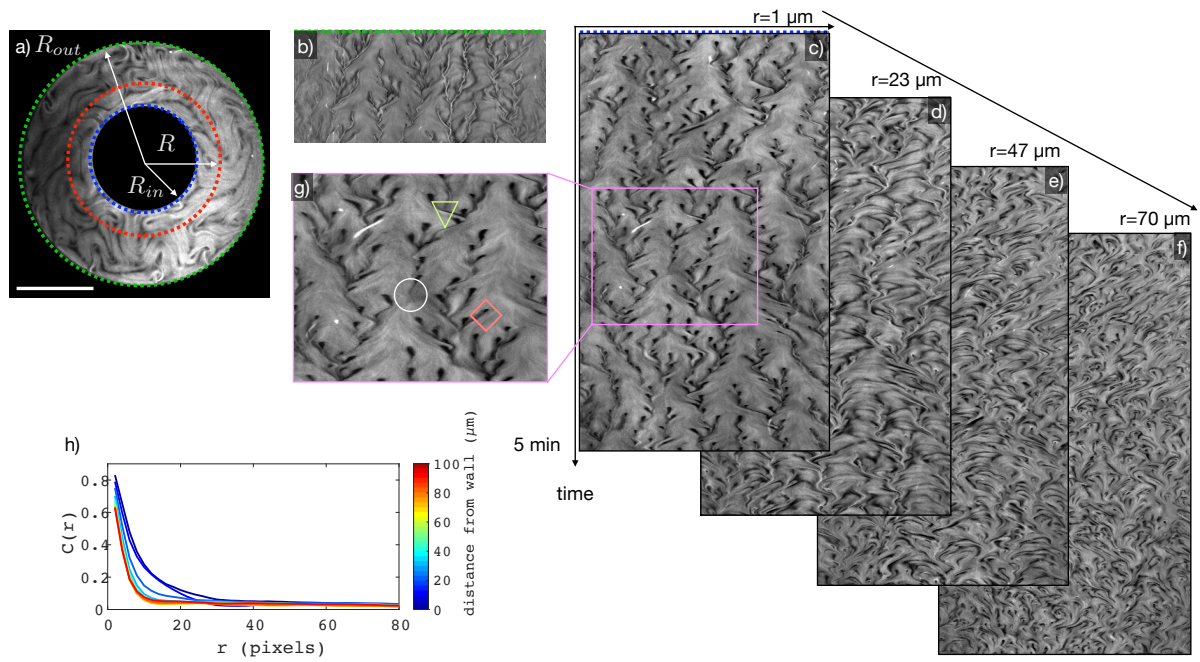 a)
R_out
R
R_in
b)
r=1 µm
c)
r=23 µm
d)
r=47 µm
e)
r=70 µm
f)
g)
5 min
time
h)
0.8
0.6
0.4
0.2
0
C(r)
0 20 40 60 80
r (pixels)
100
80
60
40
20
0
distance from wall (µm)